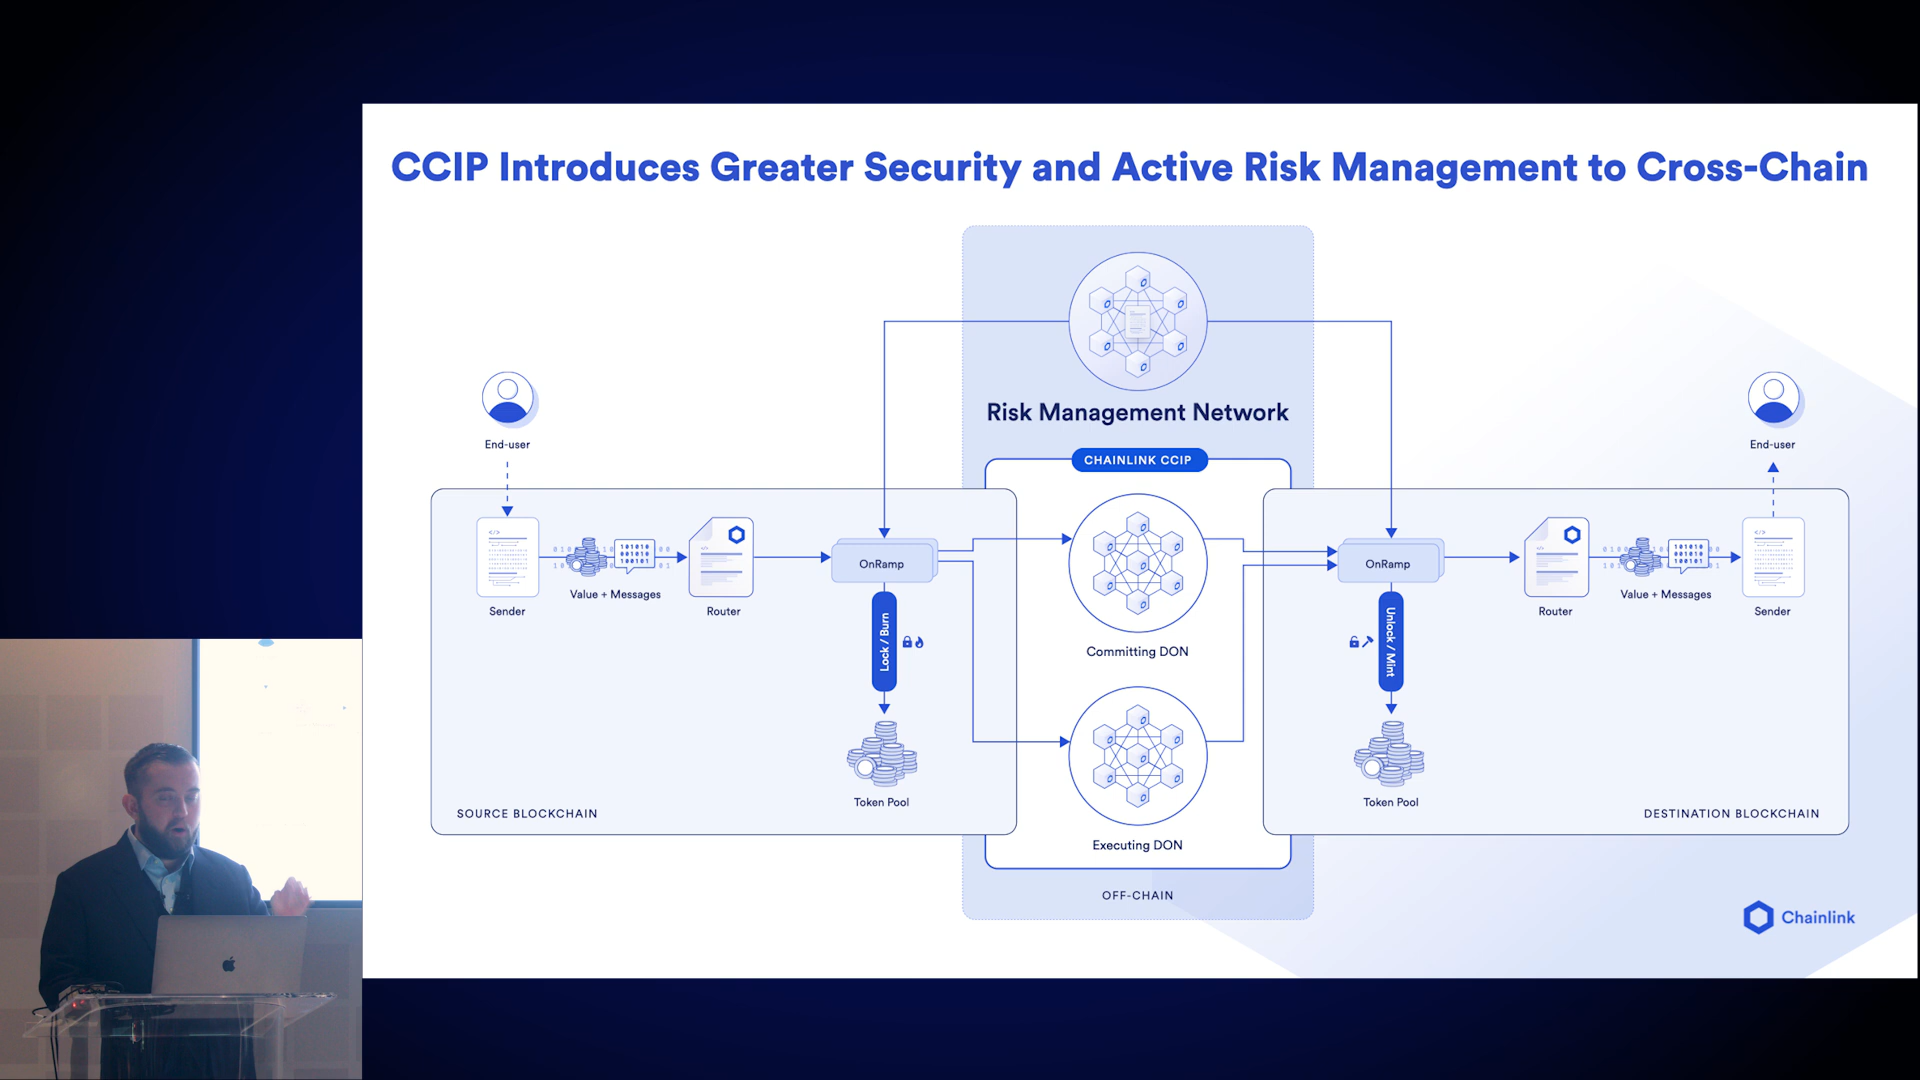 CCIP Introduces Greater Security and Active Risk Management to Cross-Chain
Risk Management Network
CHAINLINK CCIP
End-user
End-user
Sender
Value + Messages
Router
OnRamp
Lock / Burn
Token Pool
SOURCE BLOCKCHAIN
Committing DON
Executing DON
OFF-CHAIN
OnRamp
Unlock / Mint
Token Pool
Router
Value + Messages
Sender
DESTINATION BLOCKCHAIN
Chainlink